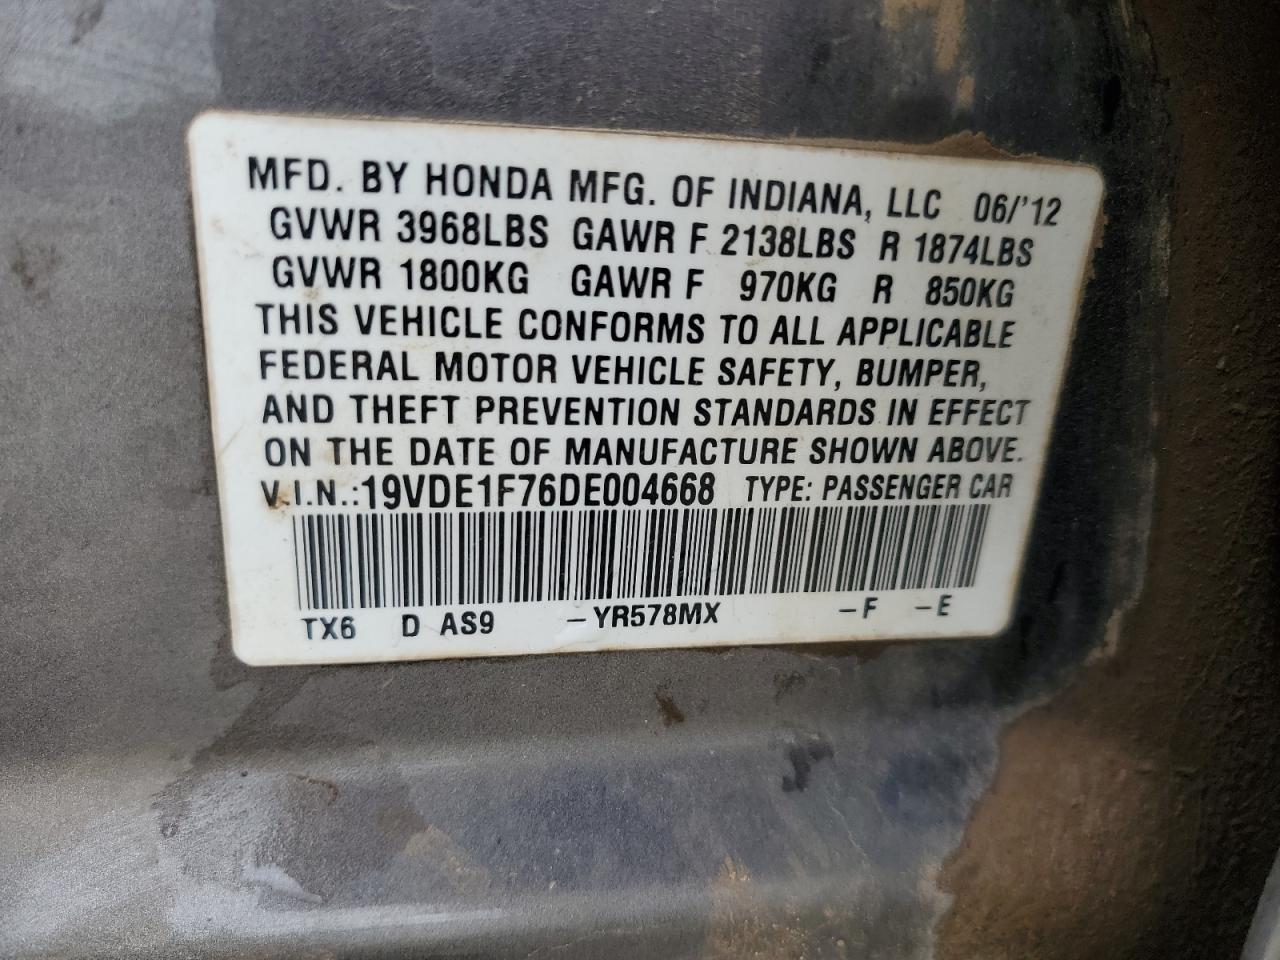 MFD. BY HONDA MFG. OF INDIANA, LLC 06/'12
GVWR 3968LBS GAWR F 2138LBS R 1874LBS
GVWR 1800KG GAWR F 970KG R 850KG
THIS VEHICLE CONFORMS TO ALL APPLICABLE
FEDERAL MOTOR VEHICLE SAFETY, BUMPER,
AND THEFT PREVENTION STANDARDS IN EFFECT
ON THE DATE OF MANUFACTURE SHOWN ABOVE.
V.I.N.:19VDE1F76DE004668 TYPE: PASSENGER CAR
TX6 D AS9 –YR578MX –F –E